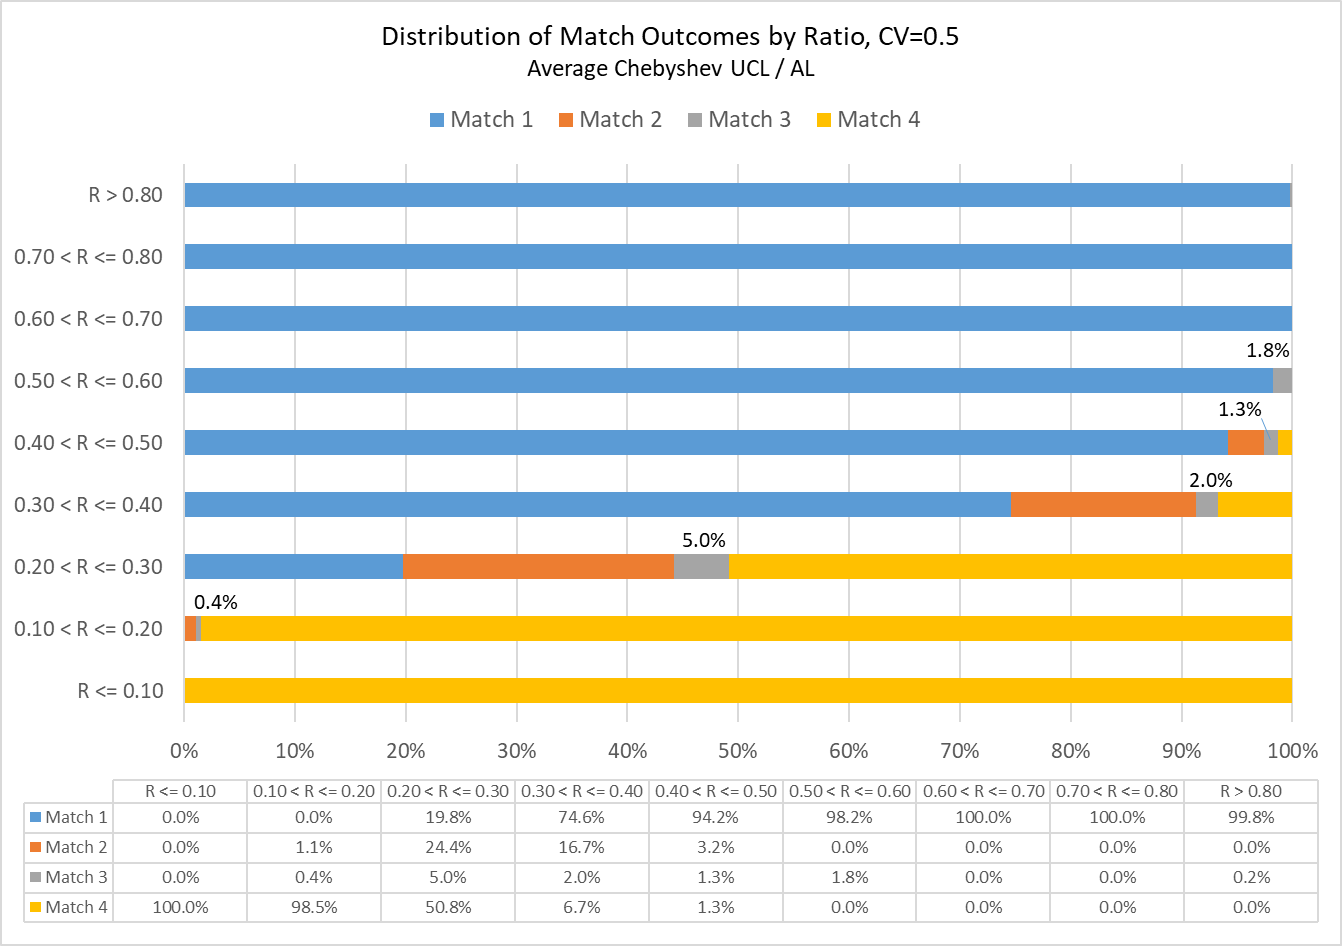 Distribution of Match Outcomes by Ratio, CV=0.5
Average Chebyshev UCL / AL
Match 1 Match 2 Match 3 Match 4
R > 0.80
0.70 < R <= 0.80
0.60 < R <= 0.70
1.8%
0.50 < R <= 0.60
1.3%
0.40 < R <= 0.50
2.0%
0.30 < R <= 0.40
5.0%
0.20 < R <= 0.30
0.4%
0.10 < R <= 0.20
R <= 0.10
0% 10% 20% 30% 40% 50% 60% 70% 80% 90% 100%
R <= 0.10 0.10 < R <= 0.20 0.20 < R <= 0.30 0.30 < R <= 0.40 0.40 < R <= 0.50 0.50 < R <= 0.60 0.60 < R <= 0.70 0.70 < R <= 0.80 R > 0.80
Match 1 0.0% 0.0% 19.8% 74.6% 94.2% 98.2% 100.0% 100.0% 99.8%
Match 2 0.0% 1.1% 24.4% 16.7% 3.2% 0.0% 0.0% 0.0% 0.0%
Match 3 0.0% 0.4% 5.0% 2.0% 1.3% 1.8% 0.0% 0.0% 0.2%
Match 4 100.0% 98.5% 50.8% 6.7% 1.3% 0.0% 0.0% 0.0% 0.0%